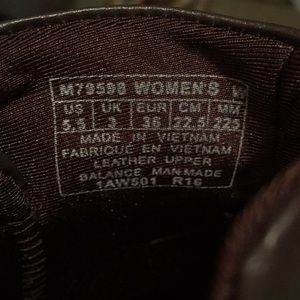 M79598 WOMEN'S W
US UK EUR CM MM
5.5 3 36 22.5 225
MADE IN VIETNAM
FABRIQUÉ EN VIETNAM
LEATHER UPPER
BALANCE MAN-MADE
1AW501 R16